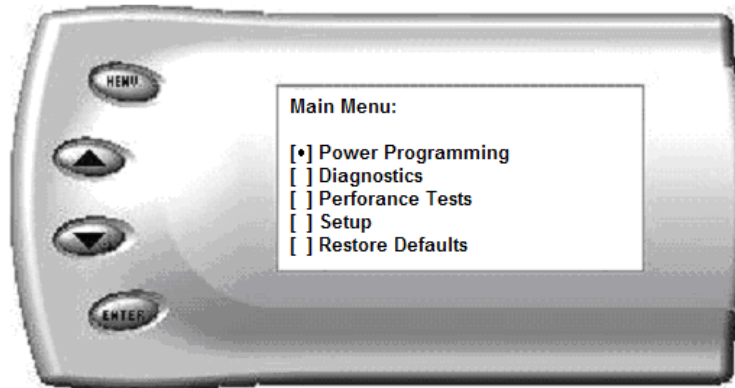 MENU
Main Menu:
[•] Power Programming
[ ] Diagnostics
[ ] Perforance Tests
[ ] Setup
[ ] Restore Defaults
ENTER